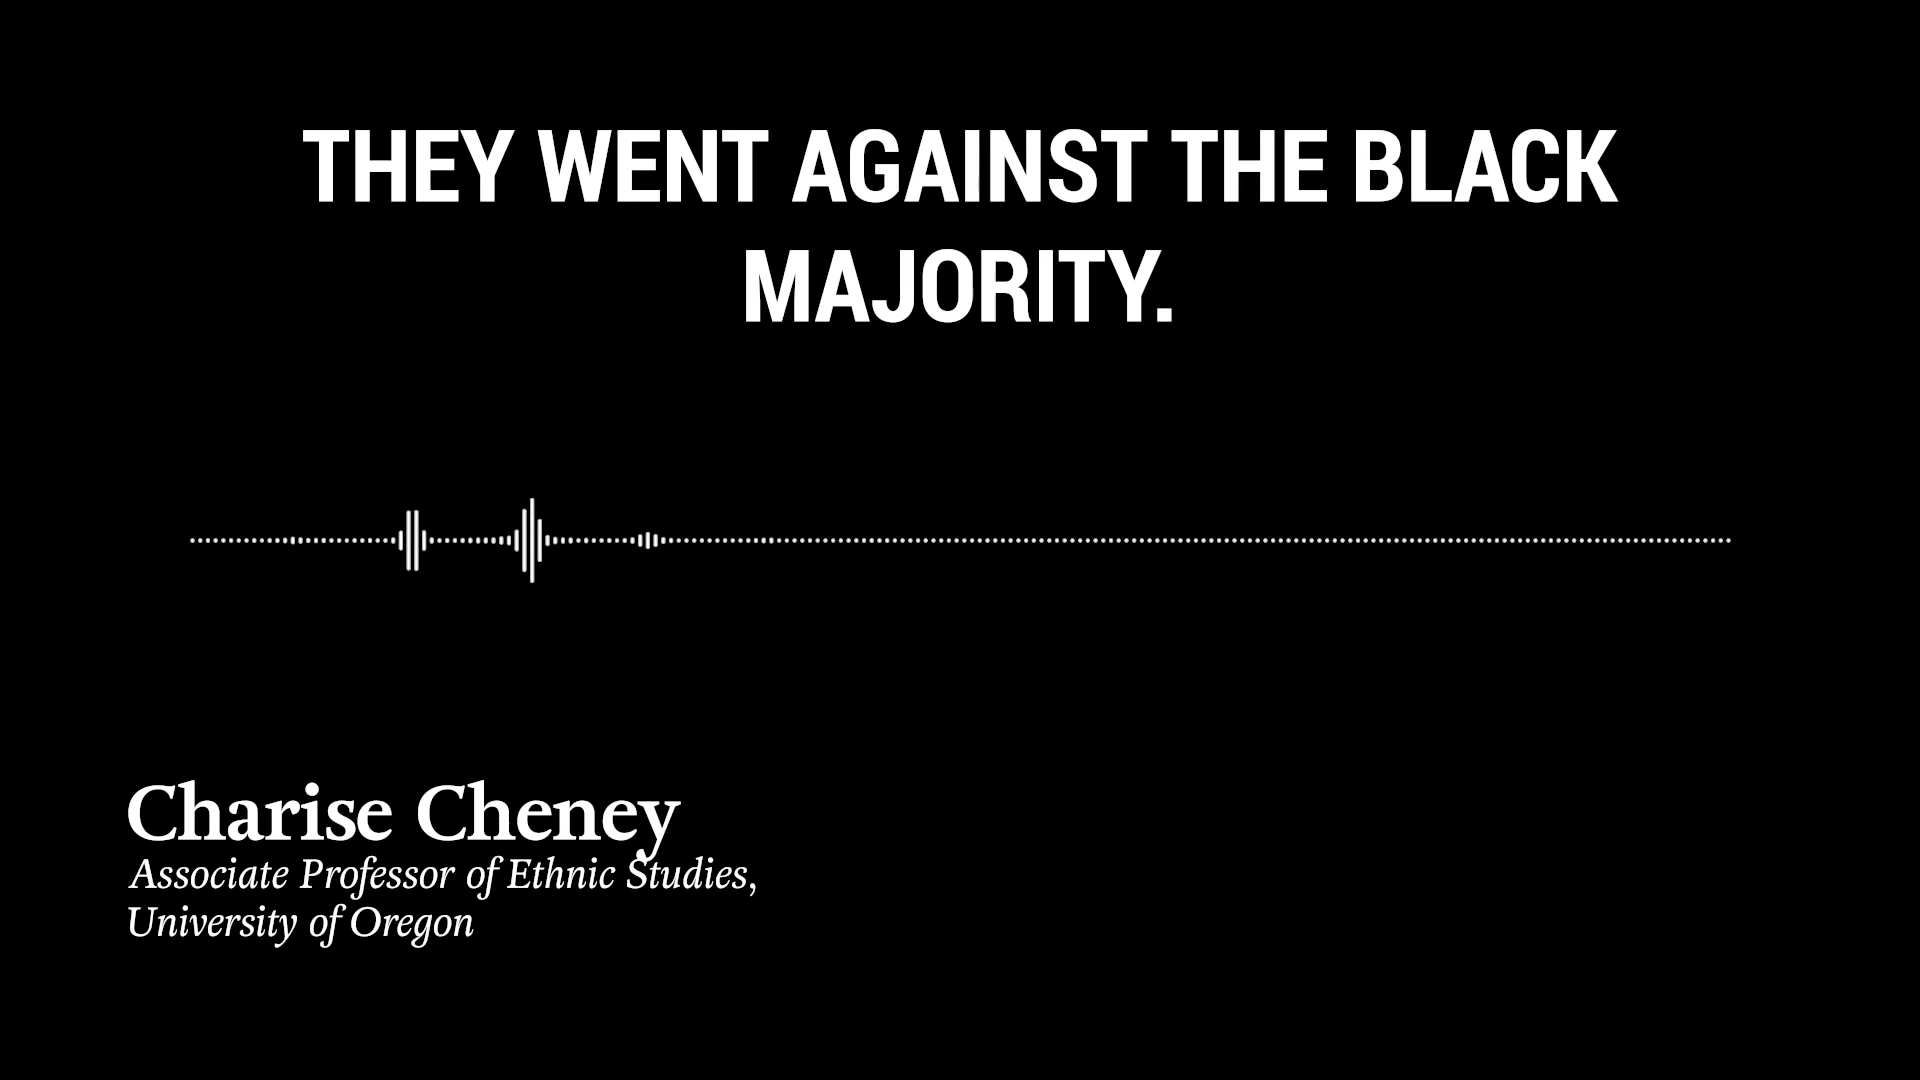 THEY WENT AGAINST THE BLACK
MAJORITY.
Charise Cheney
Associate Professor of Ethnic Studies,
University of Oregon